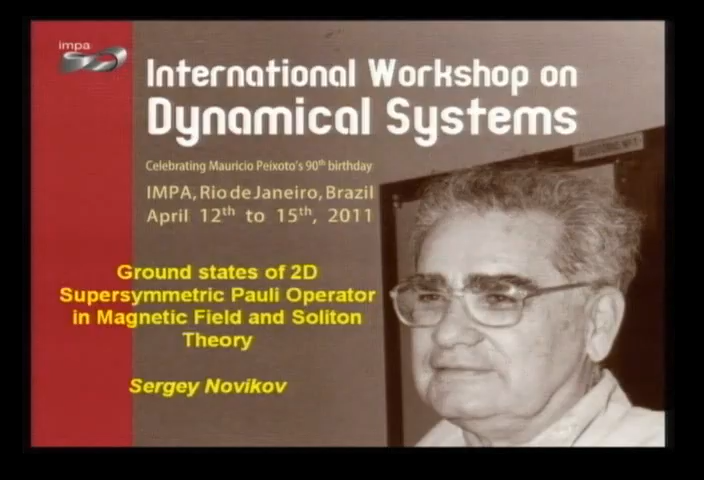 impa
International Workshop on
Dynamical Systems
Celebrating Mauricio Peixoto's 90th birthday
IMPA, Rio de Janeiro, Brazil
April 12th to 15th, 2011
Ground states of 2D
Supersymmetric Pauli Operator
in Magnetic Field and Soliton
Theory
Sergey Novikov